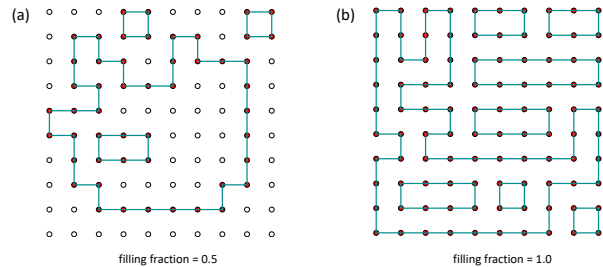 (a)
(b)
filling fraction = 0.5
filling fraction = 1.0